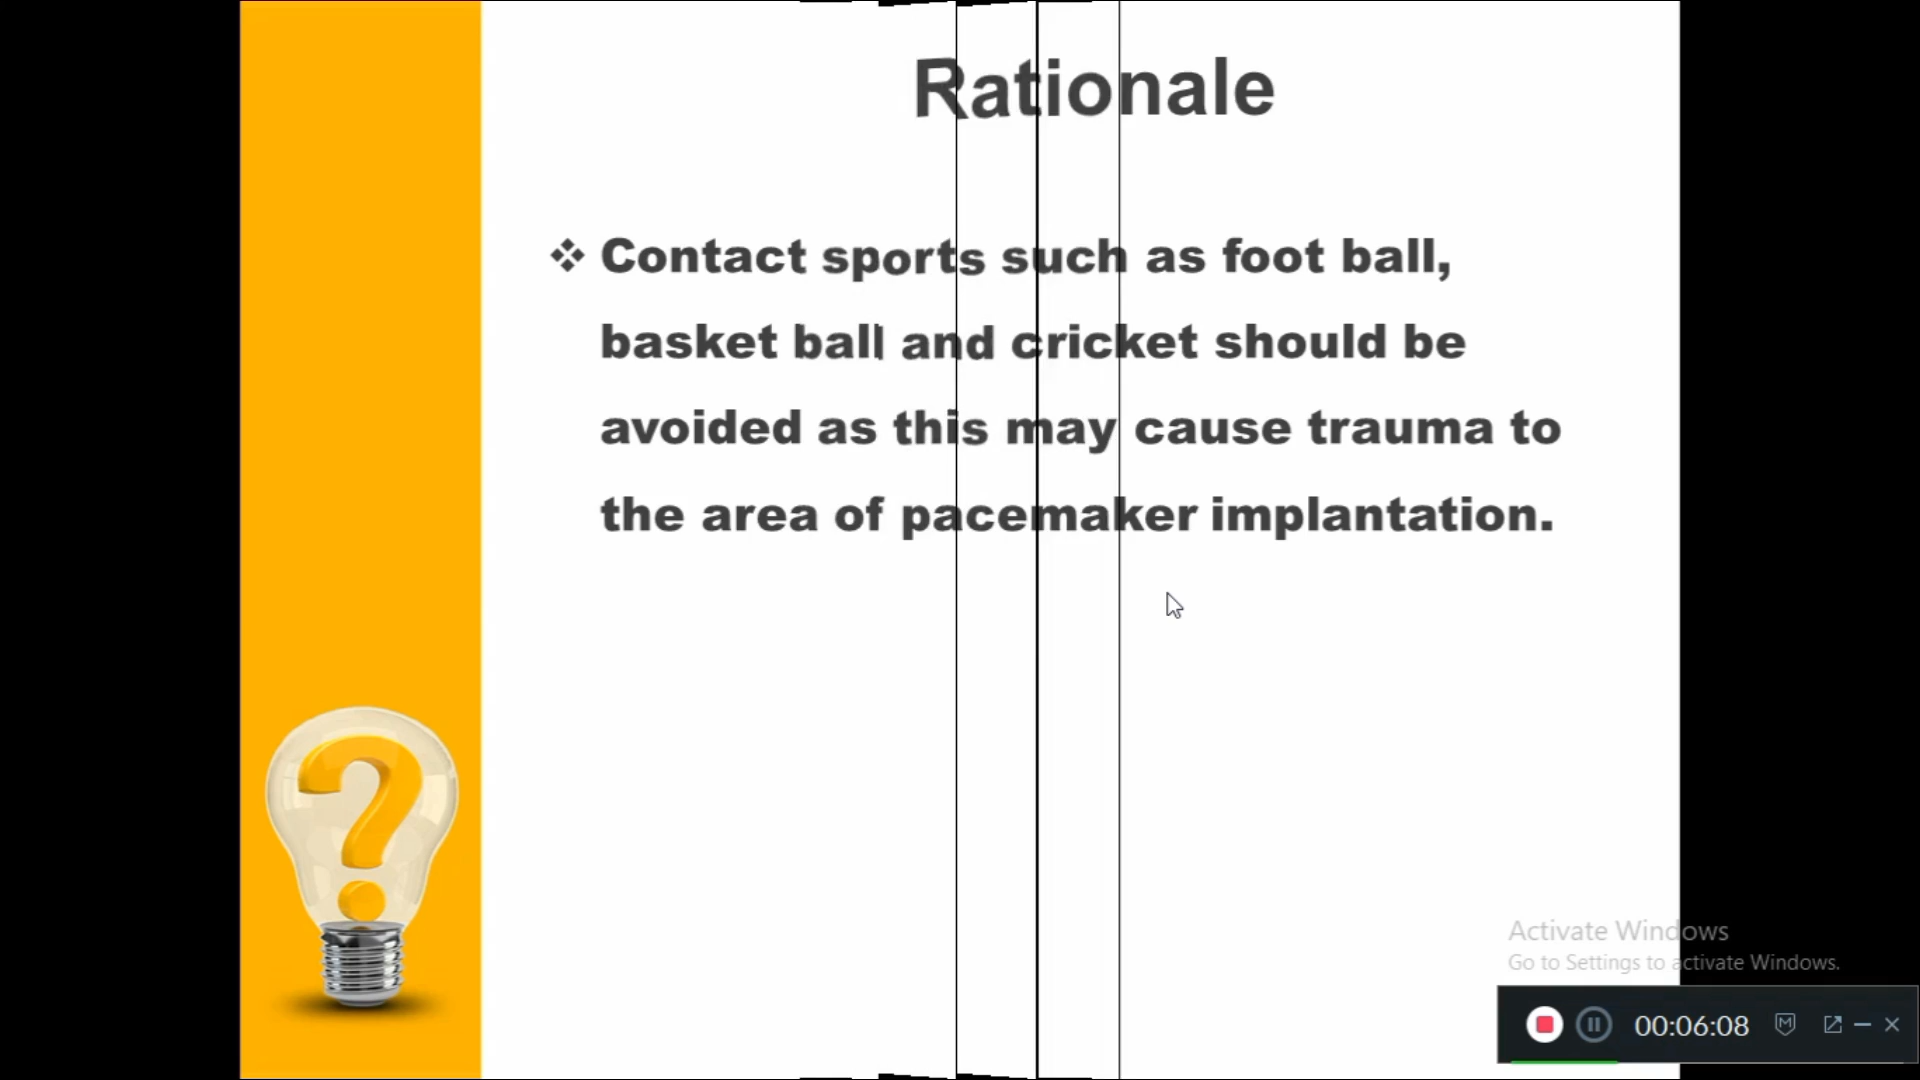 Rationale
❖ Contact sports such as foot ball,
basket ball and cricket should be
avoided as this may cause trauma to
the area of pacemaker implantation.
Activate Windows
Go to Settings to activate Windows.
00:06:08